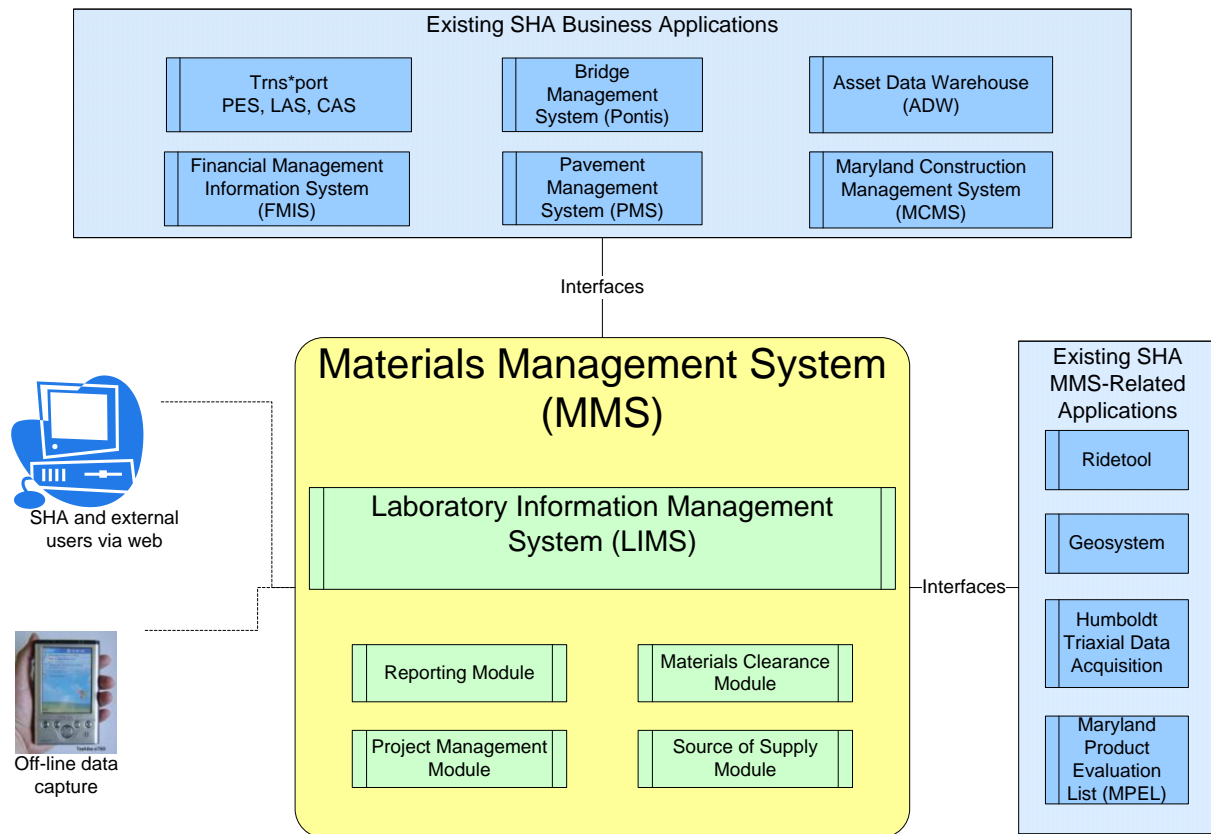 Existing SHA Business Applications
Trns*port
PES, LAS, CAS
Bridge
Management
System (Pontis)
Asset Data Warehouse
(ADW)
Financial Management
Information System
(FMIS)
Pavement
Management
System (PMS)
Maryland Construction
Management System
(MCMS)
Interfaces
Materials Management System
(MMS)
Laboratory Information Management
System (LIMS)
Reporting Module
Materials Clearance
Module
Project Management
Module
Source of Supply
Module
SHA and external
users via web
Off-line data
capture
Interfaces
Existing SHA
MMS-Related
Applications
Ridetool
Geosystem
Humboldt
Triaxial Data
Acquisition
Maryland
Product
Evaluation
List (MPEL)